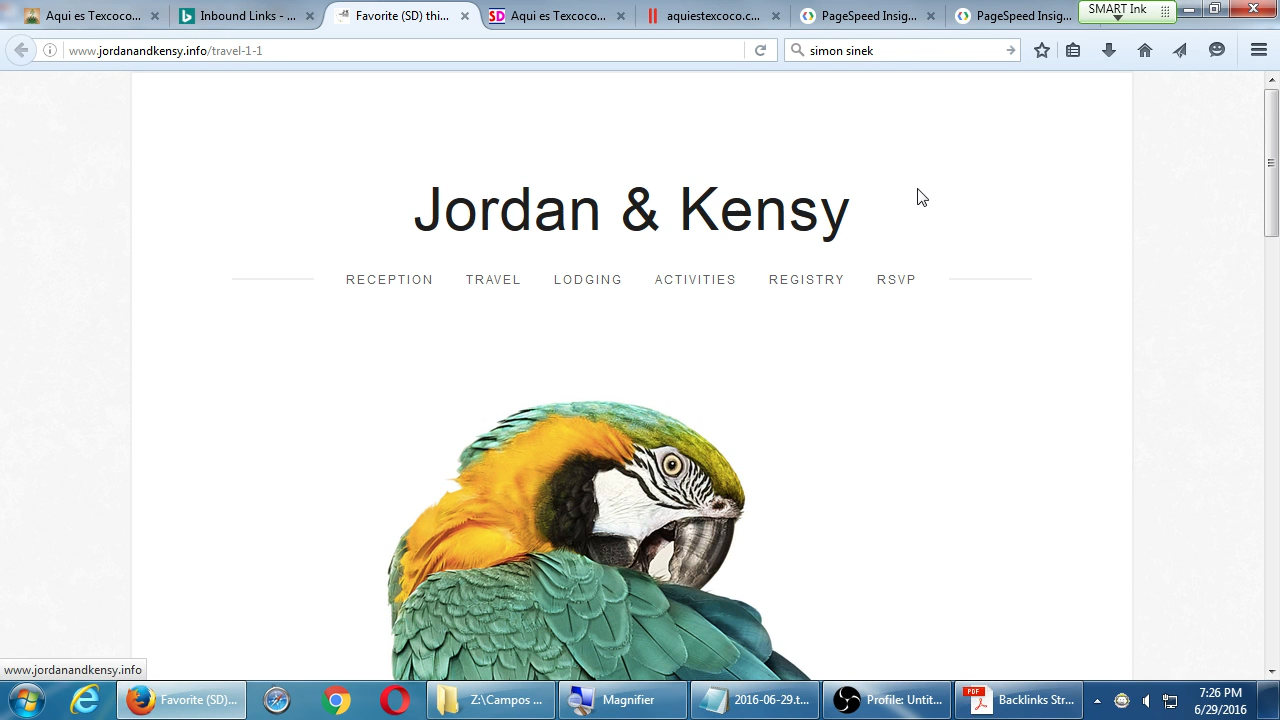 Aquí es Texcoco...
Inbound Links - ...
Favorite (SD) thi...
Aqui es Texcoco...
aquiestexcoco.c...
PageSpeed Insig...
PageSpeed Insig...
SMART Ink
www.jordanandkensy.info/travel-1-1
simon sinek
Jordan & Kensy
RECEPTION TRAVEL LODGING ACTIVITIES REGISTRY RSVP
www.jordanandkensy.info
Favorite (SD)...
Z:\Campos ...
Magnifier
2016-06-29.t...
Profile: Untit...
PDF
Backlinks Str...
7:26 PM
6/29/2016